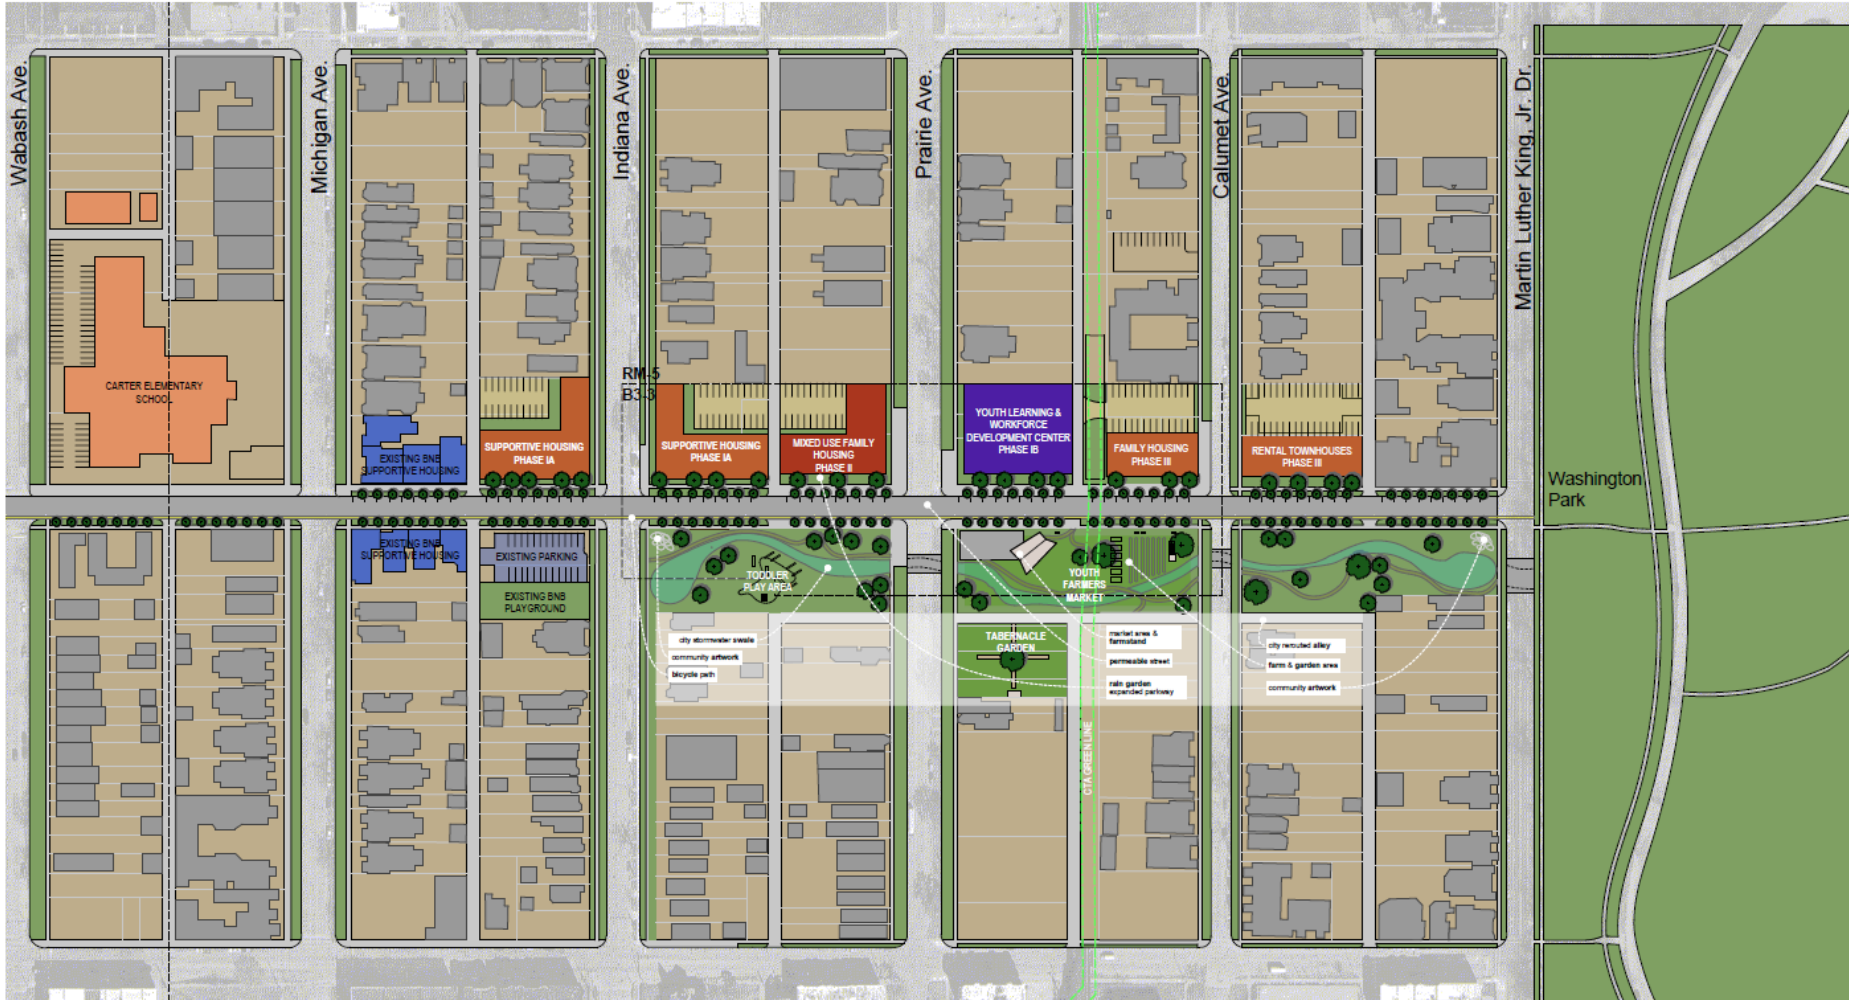 Wabash Ave.
Michigan Ave.
Indiana Ave.
Prairie Ave.
Calumet Ave.
Martin Luther King, Jr. Dr.
RM-5
B3-3
CARTER ELEMENTARY
SCHOOL
EXISTING BNB
SUPPORTIVE HOUSING
SUPPORTIVE HOUSING
PHASE IA
SUPPORTIVE HOUSING
PHASE IA
MIXED USE FAMILY
HOUSING
PHASE II
YOUTH LEARNING &
WORKFORCE
DEVELOPMENT CENTER
PHASE IB
FAMILY HOUSING
PHASE III
RENTAL TOWNHOUSES
PHASE III
Washington
Park
EXISTING BNB
SUPPORTIVE HOUSING
EXISTING PARKING
EXISTING BNB
PLAYGROUND
TODDLER
PLAY AREA
YOUTH
FARMERS
MARKET
TABERNACLE
GARDEN
city stormwater swale
community artwork
bicycle path
market area &
farmstand
permeable street
rain garden
expanded parkway
city rerouted alley
farm & garden area
community artwork
CTA GREEN LINE